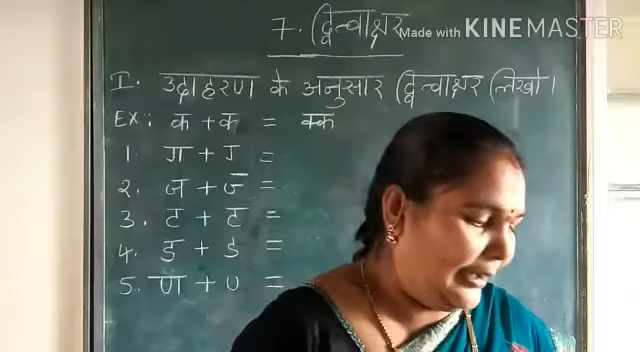 7. द्वित्वाक्षर
Made with KINEMASTER
I. उदाहरण के अनुसार द्वित्वाक्षर लिखो।
EX: क + क = क्क
1. ग + ग =
2. ज + ज =
3. ट + ट =
4. ड + ड =
5. ण + ण =